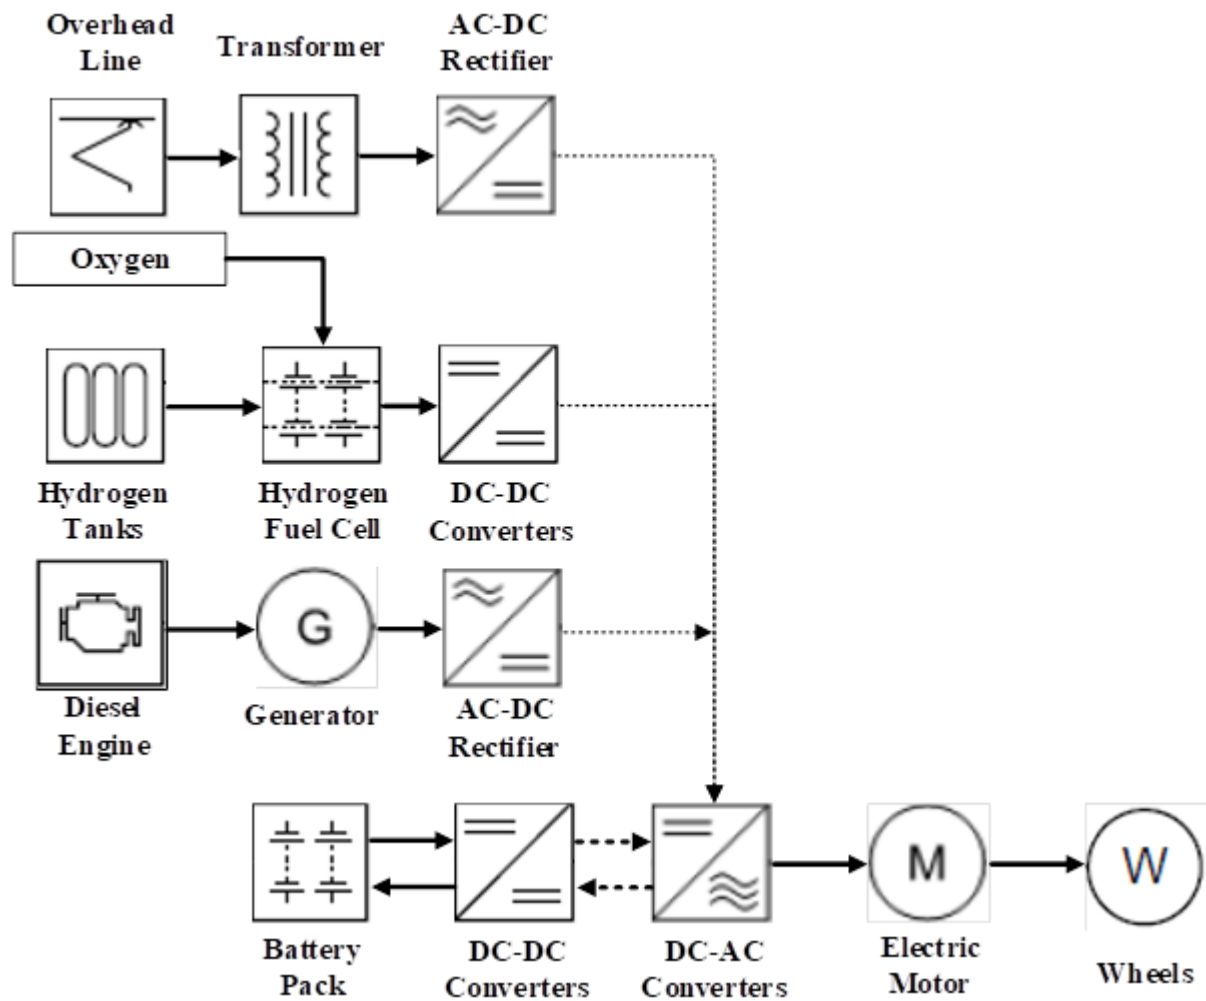 Overhead
Line
Transformer
AC-DC
Rectifier
Oxygen
Hydrogen
Tanks
Hydrogen
Fuel Cell
DC-DC
Converters
G
Diesel
Engine
Generator
AC-DC
Rectifier
M
W
Battery
Pack
DC-DC
Converters
DC-AC
Converters
Electric
Motor
Wheels